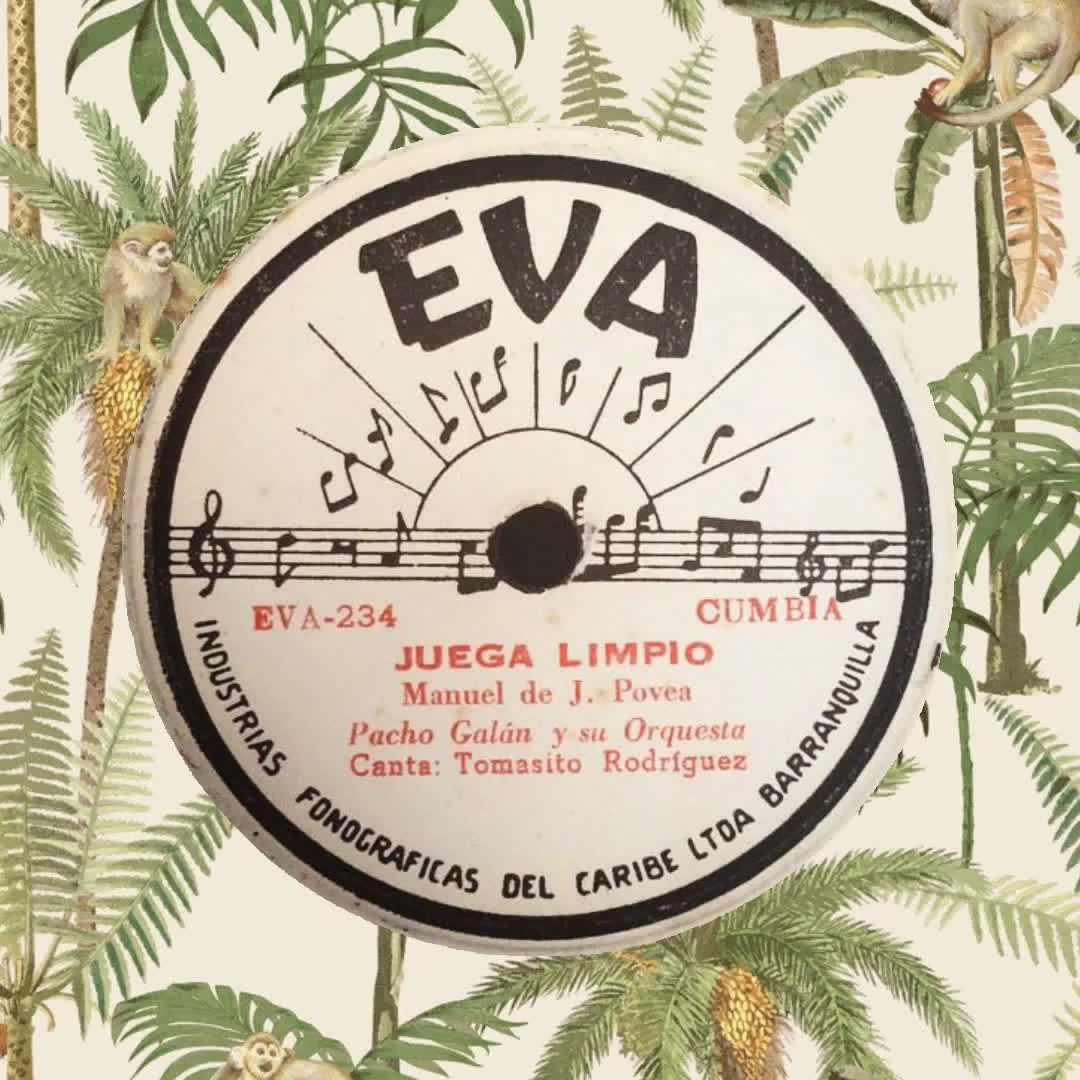 EVA
EVA-234
CUMBIA
JUEGA LIMPIO
Manuel de J. Povea
Pacho Galán y su Orquesta
Canta: Tomasito Rodríguez
INDUSTRIAS FONOGRAFICAS DEL CARIBE LTDA BARRANQUILLA